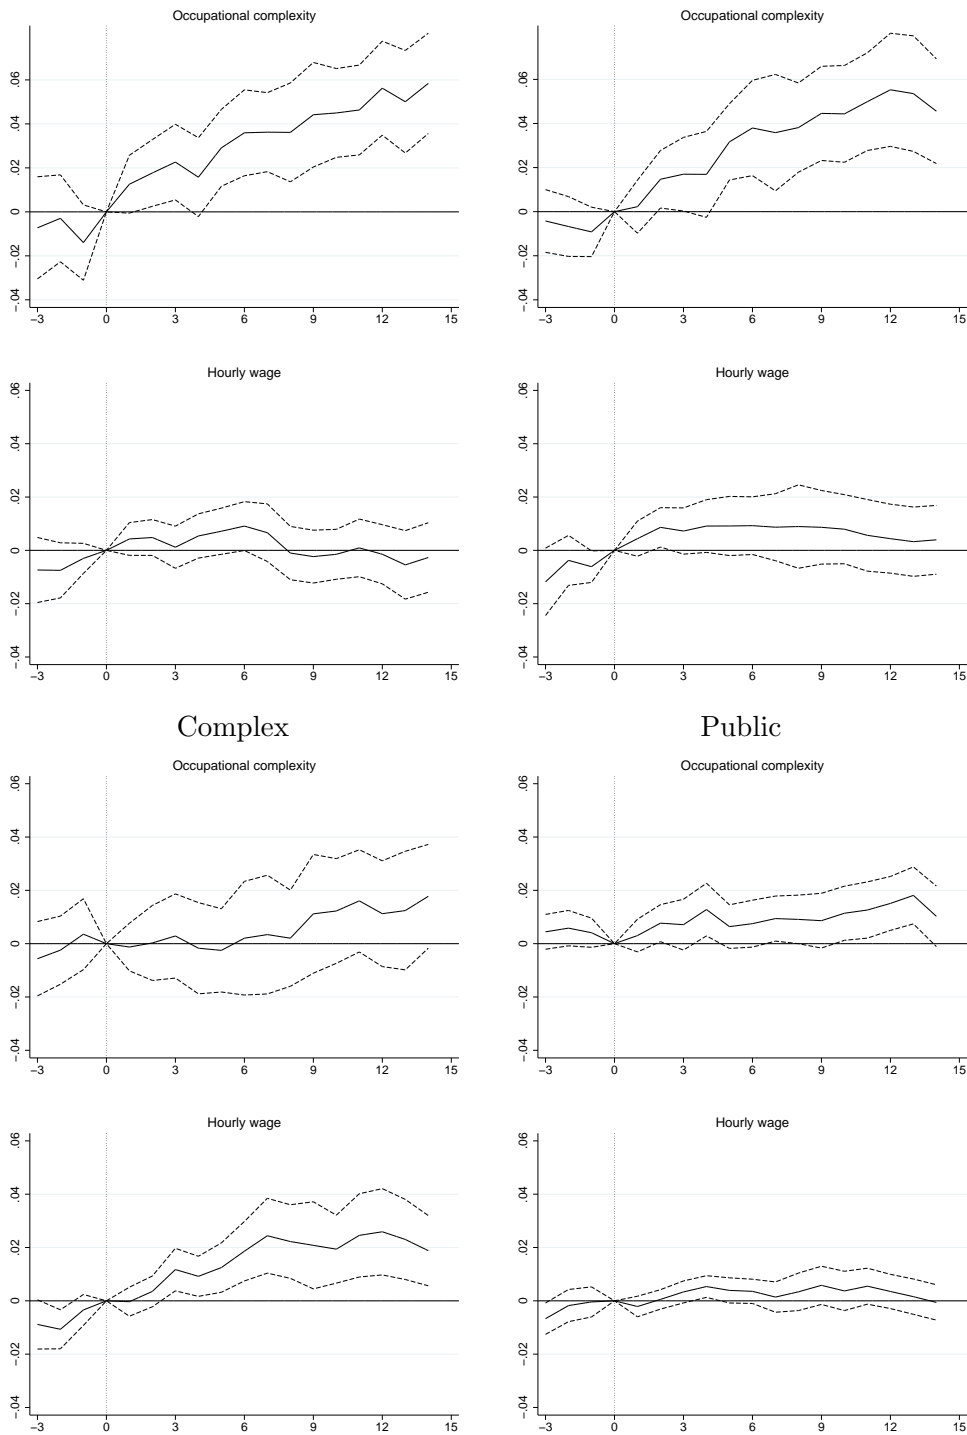 Occupational complexity Occupational complexity
.06 .06
.04 .04
.02 .02
0 0
-.02 -.02
-.04 -.04
-3 0 3 6 9 12 15 -3 0 3 6 9 12 15
Hourly wage Hourly wage
.06 .06
.04 .04
.02 .02
0 0
-.02 -.02
-.04 -.04
-3 0 3 6 9 12 15 -3 0 3 6 9 12 15
Complex Public
Occupational complexity Occupational complexity
.06 .06
.04 .04
.02 .02
0 0
-.02 -.02
-.04 -.04
-3 0 3 6 9 12 15 -3 0 3 6 9 12 15
Hourly wage Hourly wage
.06 .06
.04 .04
.02 .02
0 0
-.02 -.02
-.04 -.04
-3 0 3 6 9 12 15 -3 0 3 6 9 12 15